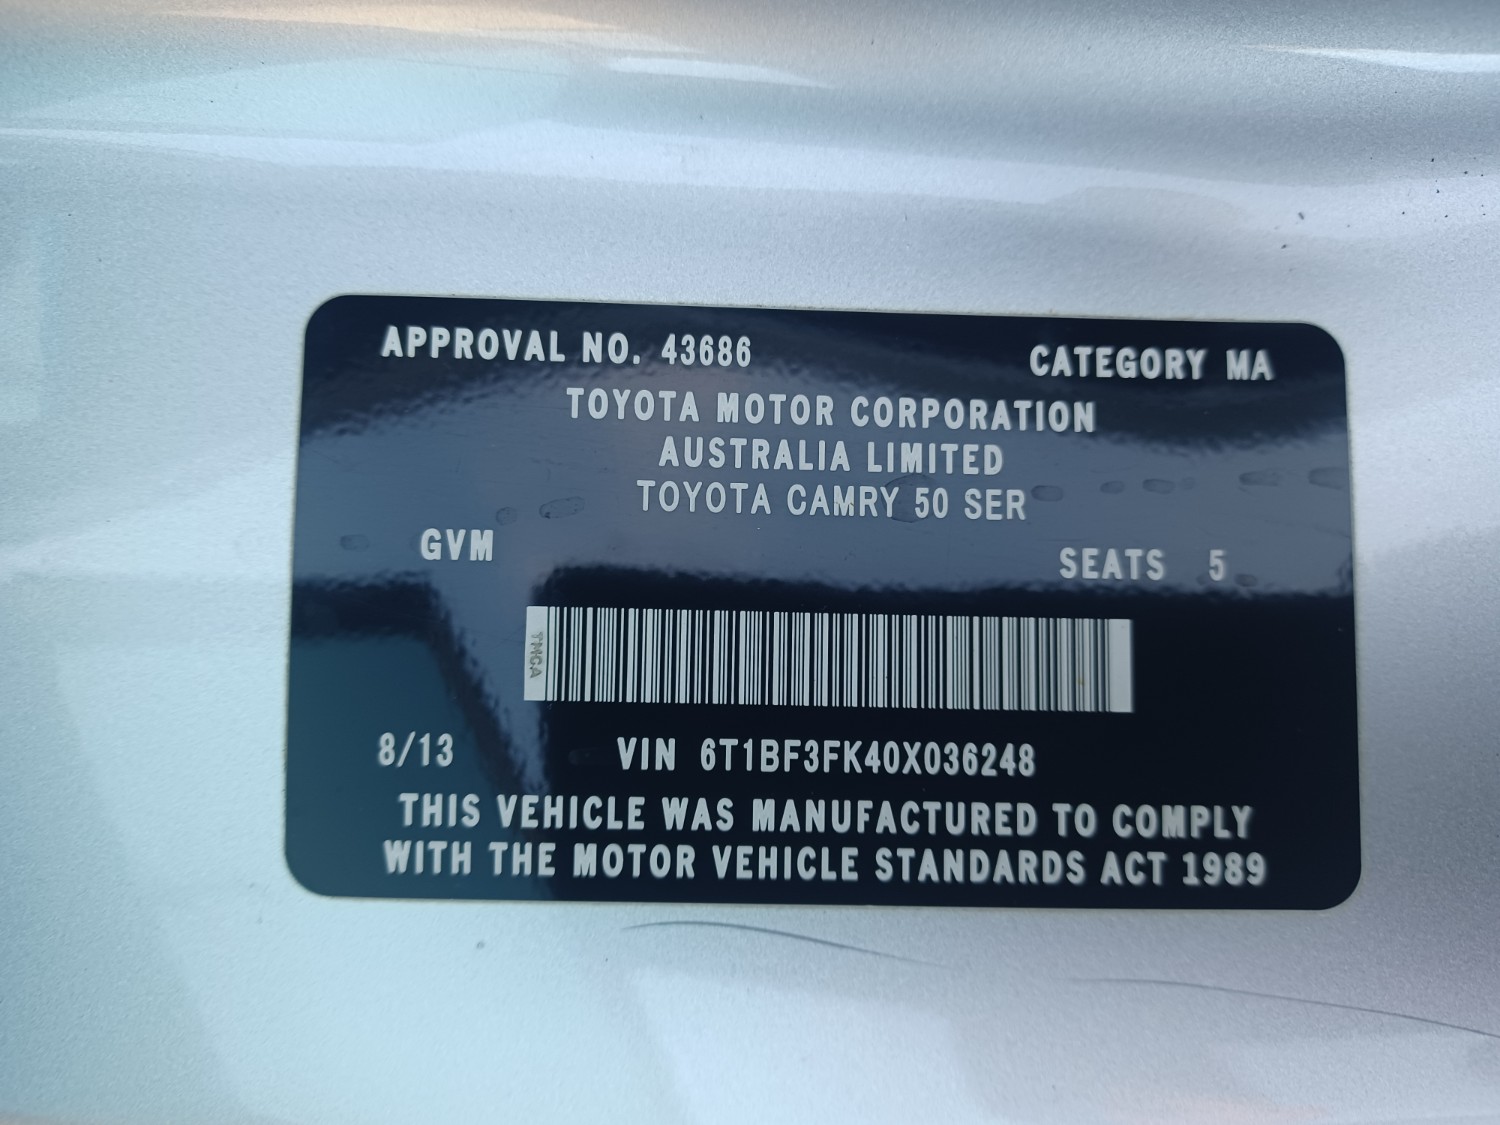 APPROVAL NO. 43686 CATEGORY MA
TOYOTA MOTOR CORPORATION
AUSTRALIA LIMITED
TOYOTA CAMRY 50 SER
GVM SEATS 5
TMCA
8/13 VIN 6T1BF3FK40X036248
THIS VEHICLE WAS MANUFACTURED TO COMPLY
WITH THE MOTOR VEHICLE STANDARDS ACT 1989